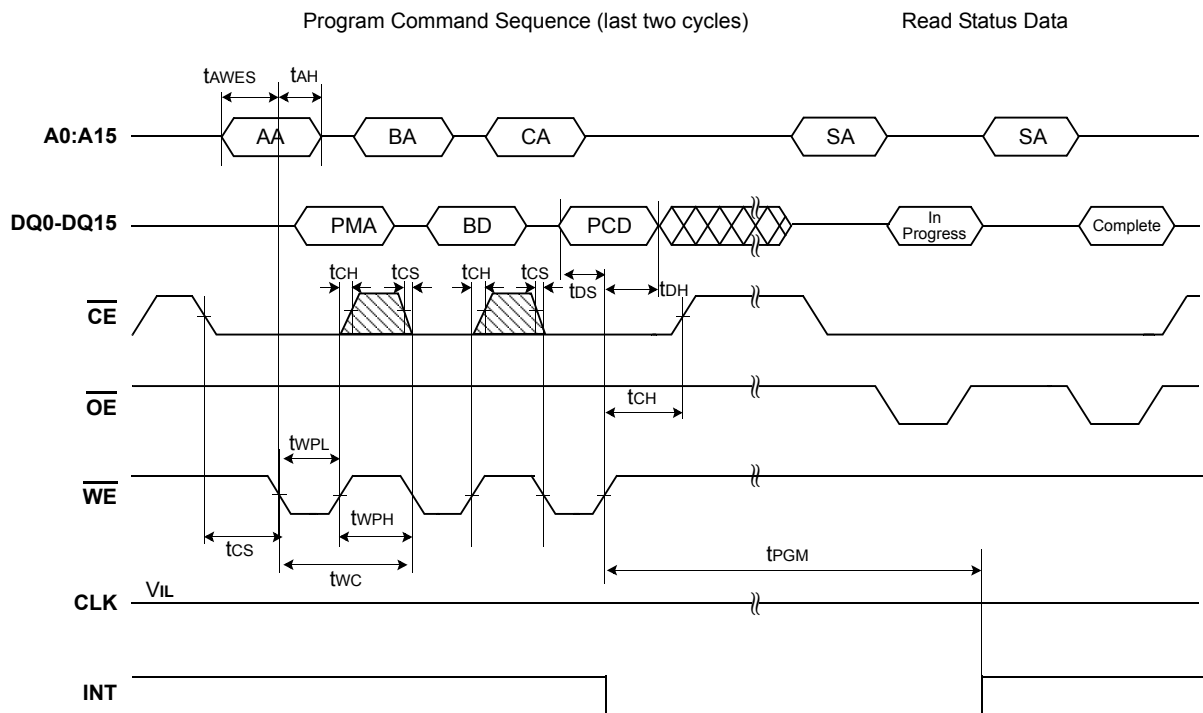 Program Command Sequence (last two cycles) Read Status Data
tAWES tAH
A0:A15 AA BA CA SA SA
DQ0-DQ15 PMA BD PCD In Progress Complete
tCH tCS tCH tCS tDS tDH
CE
OE
tCH
tWPL
WE
tWPH
tCS
tWC
tPGM
CLK VIL
INT